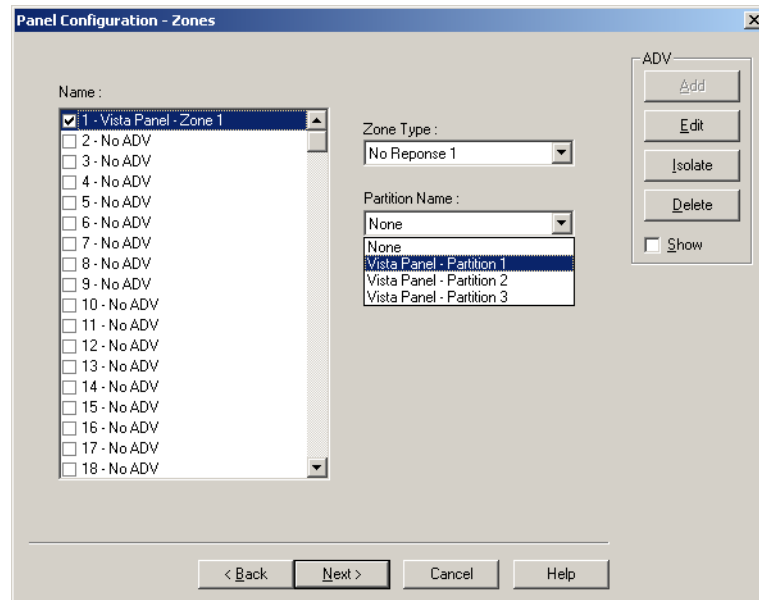 Panel Configuration - Zones
Name :
1 - Vista Panel - Zone 1
2 - No ADV
3 - No ADV
4 - No ADV
5 - No ADV
6 - No ADV
7 - No ADV
8 - No ADV
9 - No ADV
10 - No ADV
11 - No ADV
12 - No ADV
13 - No ADV
14 - No ADV
15 - No ADV
16 - No ADV
17 - No ADV
18 - No ADV
Zone Type :
No Reponse 1
Partition Name :
None
None
Vista Panel - Partition 1
Vista Panel - Partition 2
Vista Panel - Partition 3
ADV
Add
Edit
Isolate
Delete
Show
< Back
Next >
Cancel
Help